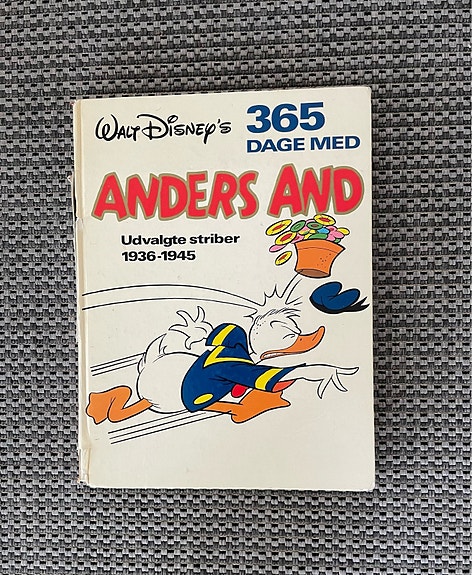 WALT DISNEY'S
365
DAGE MED
ANDERS AND
Udvalgte striber
1936-1945